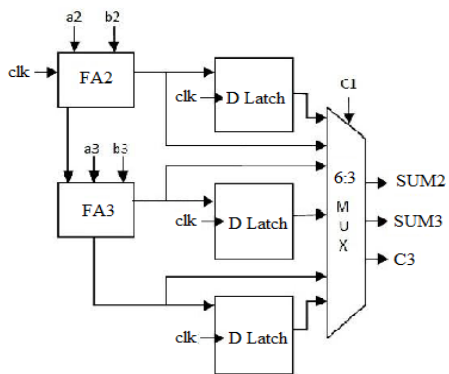 a2 b2
clk FA2
clk D Latch
C1
a3 b3
6:3
SUM2
FA3
M
U
X
SUM3
clk D Latch
C3
clk D Latch